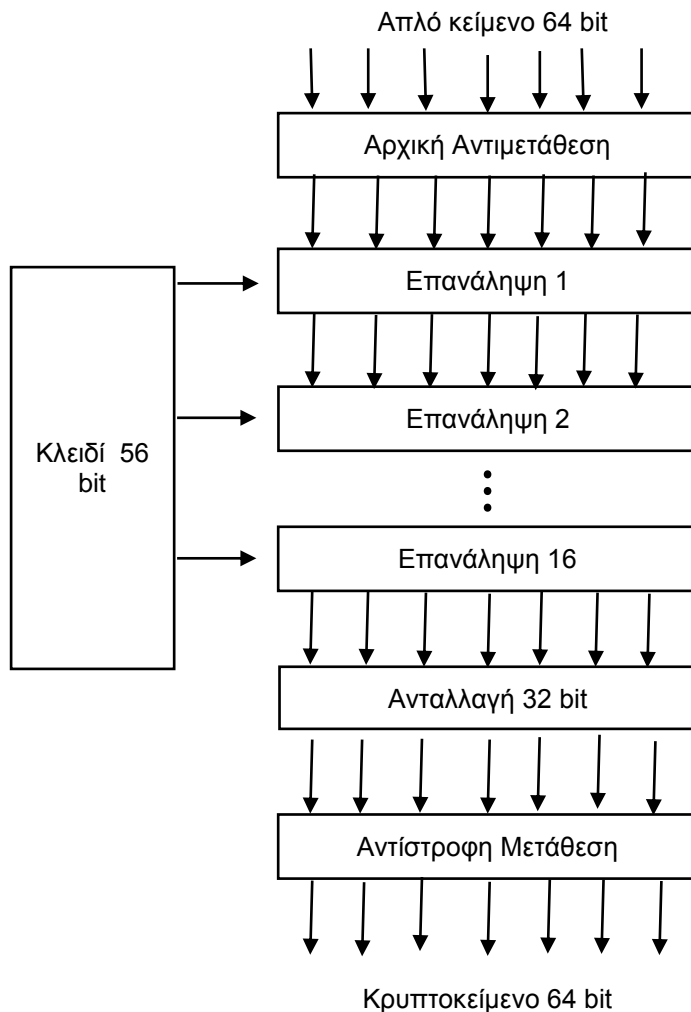 Απλό κείμενο 64 bit
Αρχική Αντιμετάθεση
Επανάληψη 1
Επανάληψη 2
Κλειδί 56
bit
Επανάληψη 16
Ανταλλαγή 32 bit
Αντίστροφη Μετάθεση
Κρυπτοκείμενο 64 bit